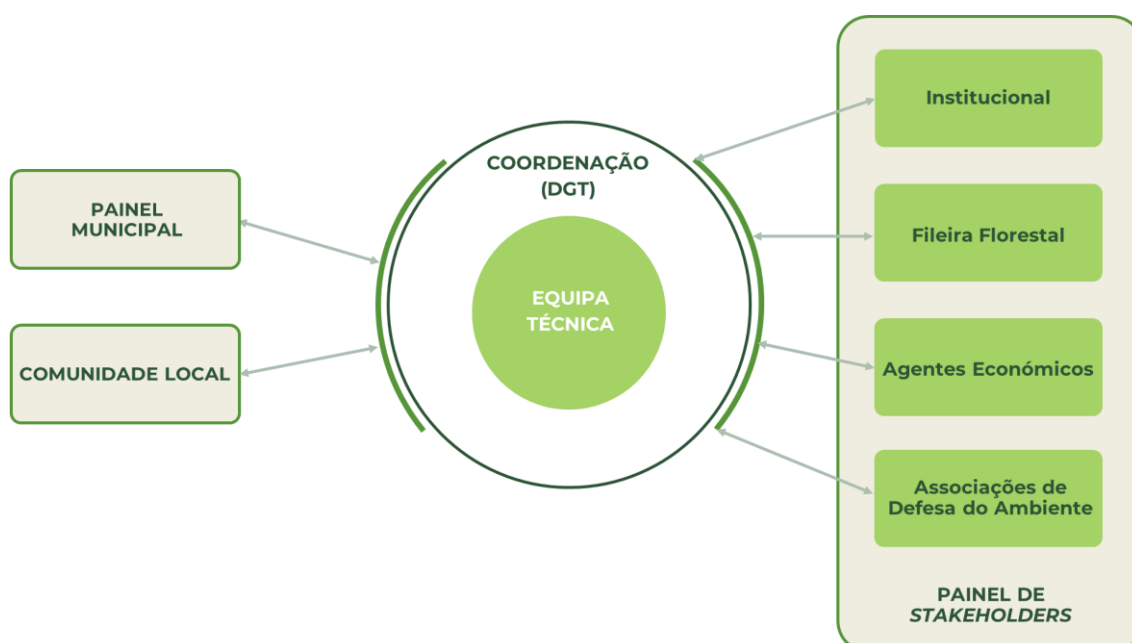 PAINEL
MUNICIPAL
COMUNIDADE LOCAL
COORDENAÇÃO
(DGT)
EQUIPA
TÉCNICA
Institucional
Fileira Florestal
Agentes Económicos
Associações de
Defesa do Ambiente
PAINEL DE
STAKEHOLDERS